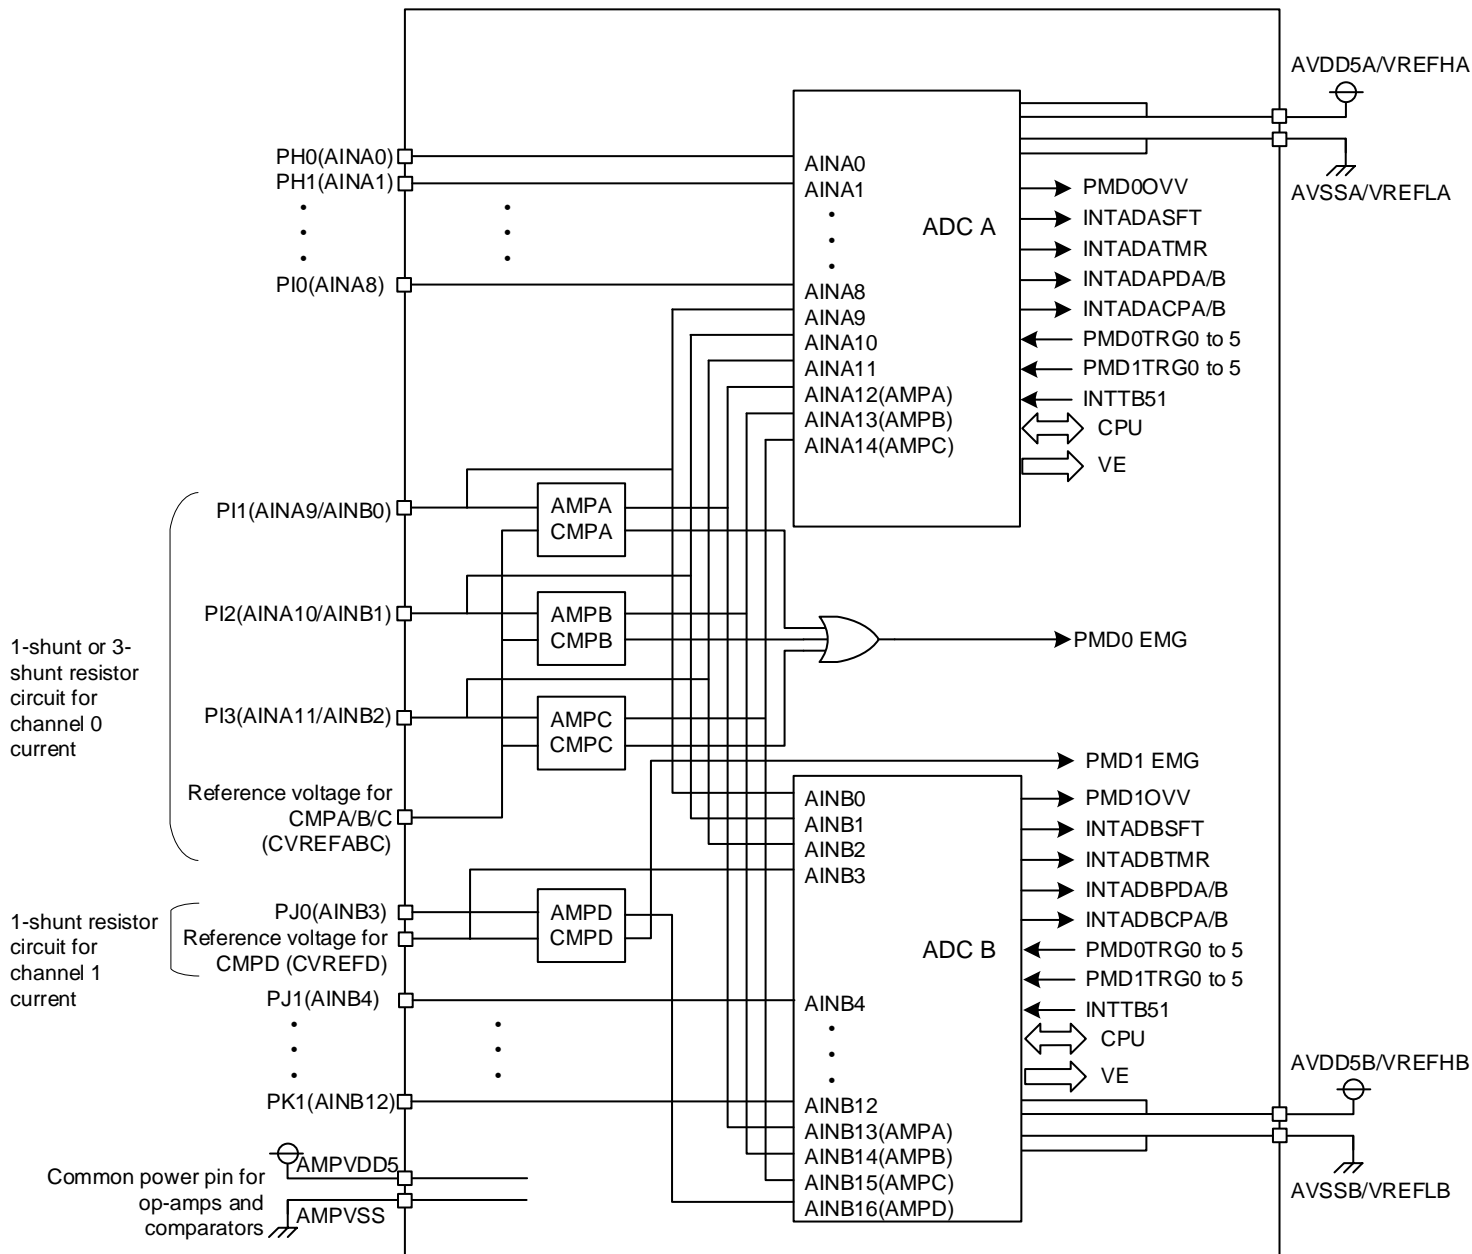 AVDD5A/VREFHA
AVSSA/VREFLA
PH0(AINA0)
PH1(AINA1)
PI0(AINA8)
AINA0
AINA1
ADC A
AINA8
AINA9
AINA10
AINA11
AINA12(AMPA)
AINA13(AMPB)
AINA14(AMPC)
PMD0OVV
INTADASFT
INTADATMR
INTADAPDA/B
INTADACPA/B
PMD0TRG0 to 5
PMD1TRG0 to 5
INTTB51
CPU
VE
1-shunt or 3-
shunt resistor
circuit for
channel 0
current
PI1(AINA9/AINB0)
PI2(AINA10/AINB1)
PI3(AINA11/AINB2)
Reference voltage for
CMPA/B/C
(CVREFABC)
AMPA
CMPA
AMPB
CMPB
AMPC
CMPC
PMD0 EMG
PMD1 EMG
1-shunt resistor
circuit for
channel 1
current
PJ0(AINB3)
Reference voltage for
CMPD (CVREFD)
AMPD
CMPD
PJ1(AINB4)
PK1(AINB12)
AINB0
AINB1
AINB2
AINB3
ADC B
AINB4
AINB12
AINB13(AMPA)
AINB14(AMPB)
AINB15(AMPC)
AINB16(AMPD)
PMD1OVV
INTADBSFT
INTADBTMR
INTADBPDA/B
INTADBCPA/B
PMD0TRG0 to 5
PMD1TRG0 to 5
INTTB51
CPU
VE
AVDD5B/VREFHB
AVSSB/VREFLB
Common power pin for
op-amps and
comparators
AMPVDD5
AMPVSS